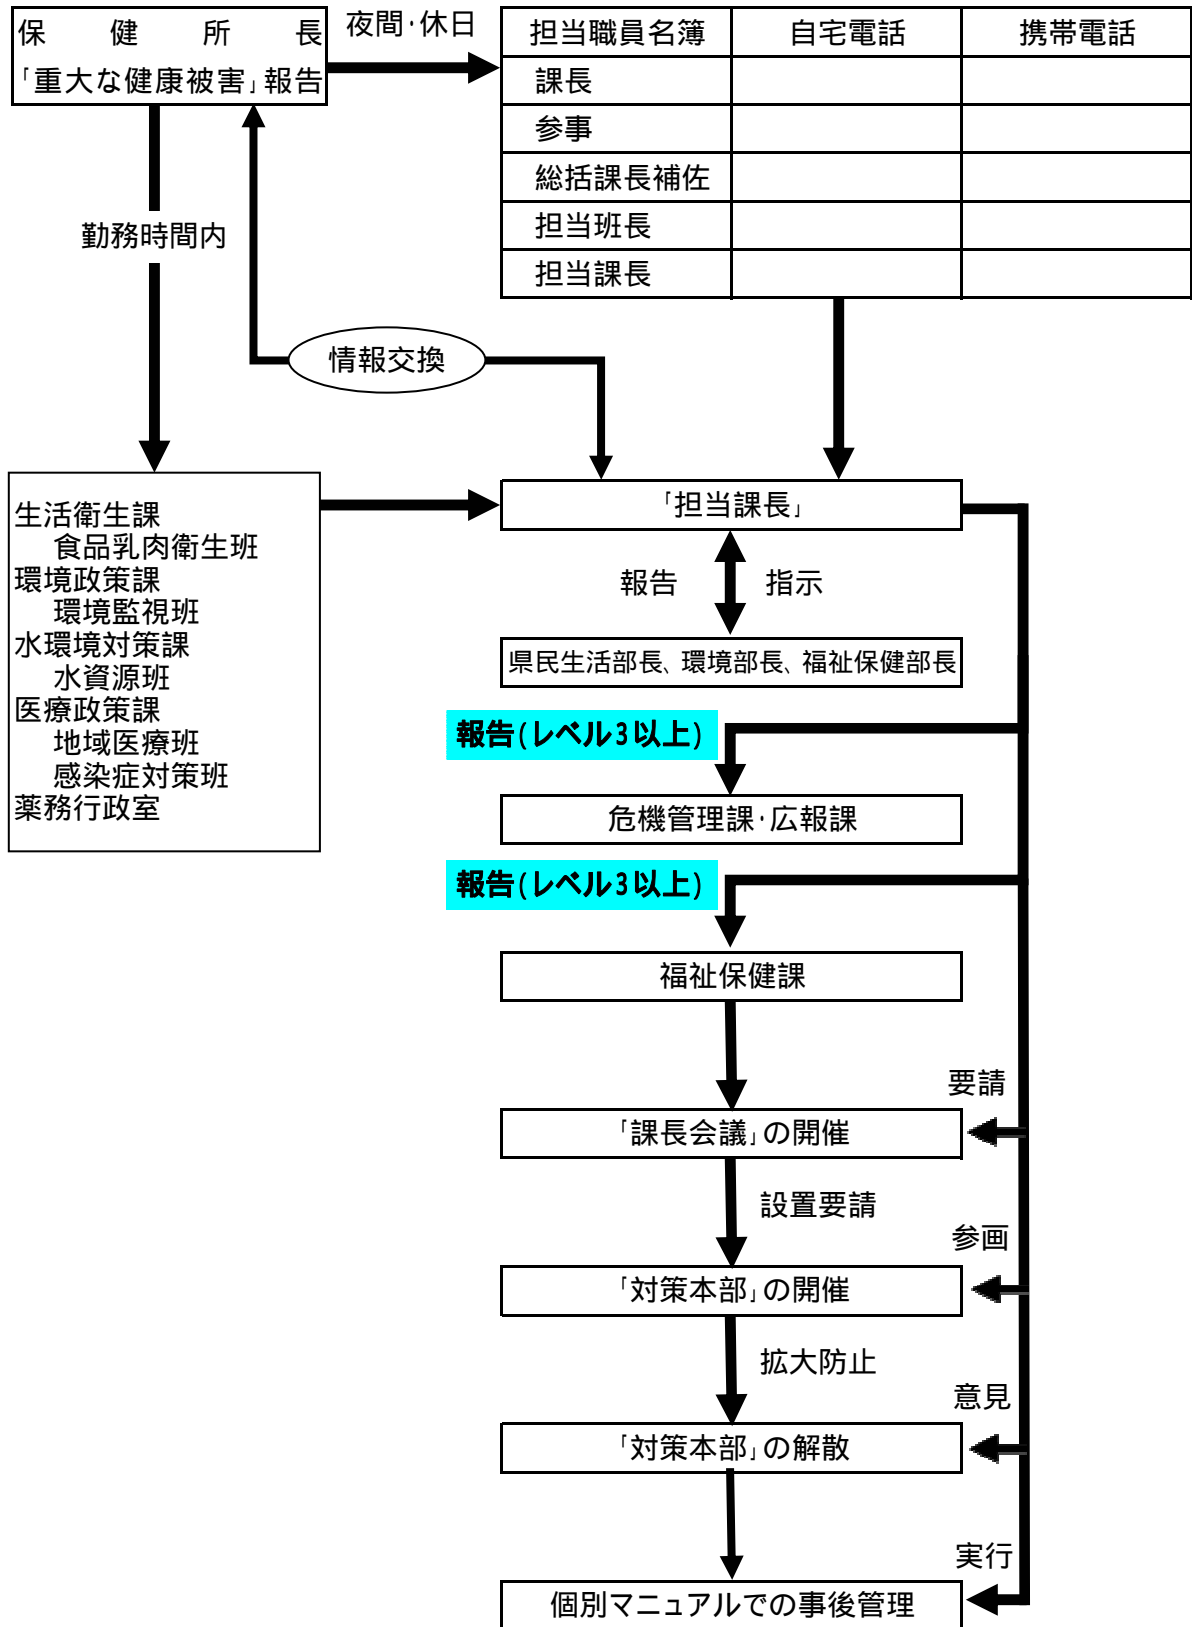 保健所長
「重大な健康被害」報告
夜間・休日
担当職員名簿 自宅電話 携帯電話
課長
参事
総括課長補佐
担当班長
担当課長
勤務時間内
情報交換
生活衛生課
食品乳肉衛生班
環境政策課
環境監視班
水環境対策課
水資源班
医療政策課
地域医療班
感染症対策班
薬務行政室
「担当課長」
報告 指示
県民生活部長、環境部長、福祉保健部長
報告(レベル3以上)
危機管理課・広報課
報告(レベル3以上)
福祉保健課
要請
「課長会議」の開催
設置要請
参画
「対策本部」の開催
拡大防止
意見
「対策本部」の解散
実行
個別マニュアルでの事後管理